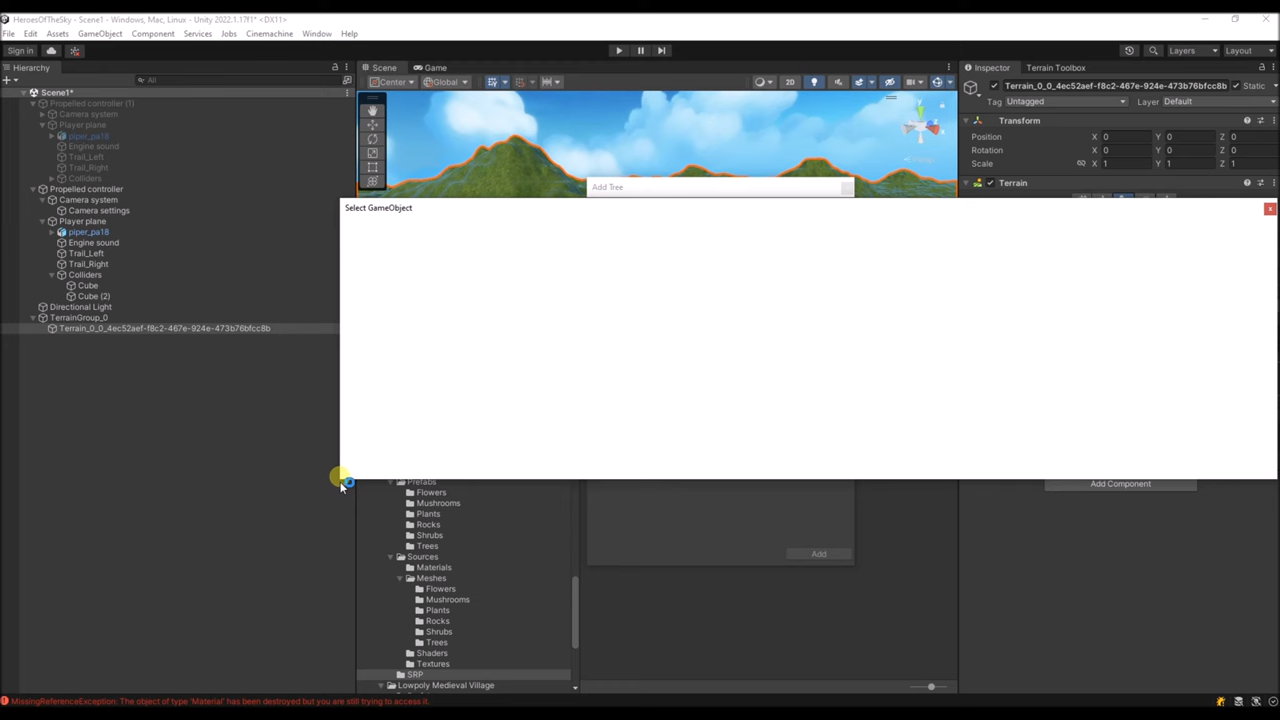 HeroesOfTheSky - Scene1 - Windows, Mac, Linux - Unity 2022.1.17f1* <DX11>
File Edit Assets GameObject Component Services Jobs Cinemachine Window Help
Sign in
Layers
Layout
Hierarchy
All
Scene
Game
Inspector
Terrain Toolbox
Center
Global
2D
Scene1*
Propelled controller (1)
Camera system
Player plane
piper_pa18
Engine sound
Trail_Left
Trail_Right
Colliders
Propelled controller
Camera system
Camera settings
Player plane
piper_pa18
Engine sound
Trail_Left
Trail_Right
Colliders
Cube
Cube (2)
Directional Light
TerrainGroup_0
Terrain_0_0_4ec52aef-f8c2-467e-924e-473b76bfcc8b
Terrain_0_0_4ec52aef-f8c2-467e-924e-473b76bfcc8b
Static
Tag Untagged
Layer Default
Transform
Position X 0 Y 0 Z 0
Rotation X 0 Y 0 Z 0
Scale X 1 Y 1 Z 1
Terrain
Add Tree
Select GameObject
x
Add Component
Add
Prefabs
Flowers
Mushrooms
Plants
Rocks
Shrubs
Trees
Sources
Materials
Meshes
Flowers
Mushrooms
Plants
Rocks
Shrubs
Trees
Shaders
Textures
SRP
Lowpoly Medieval Village
MissingReferenceException: The object of type 'Material' has been destroyed but you are still trying to access it.